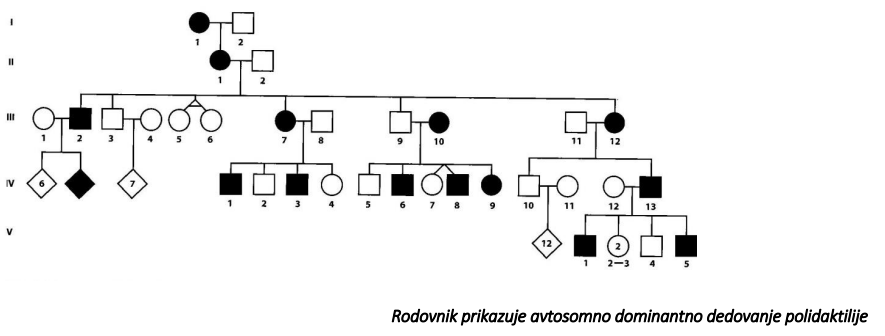 I
1 2
II
1 2
III
1 2 3 4 5 6 7 8 9 10 11 12
IV
6 7
1 2 3 4 5 6 7 8 9 10 11 12 13
V
12
2
1 2—3 4 5
Rodovnik prikazuje avtosomno dominantno dedovanje polidaktilije